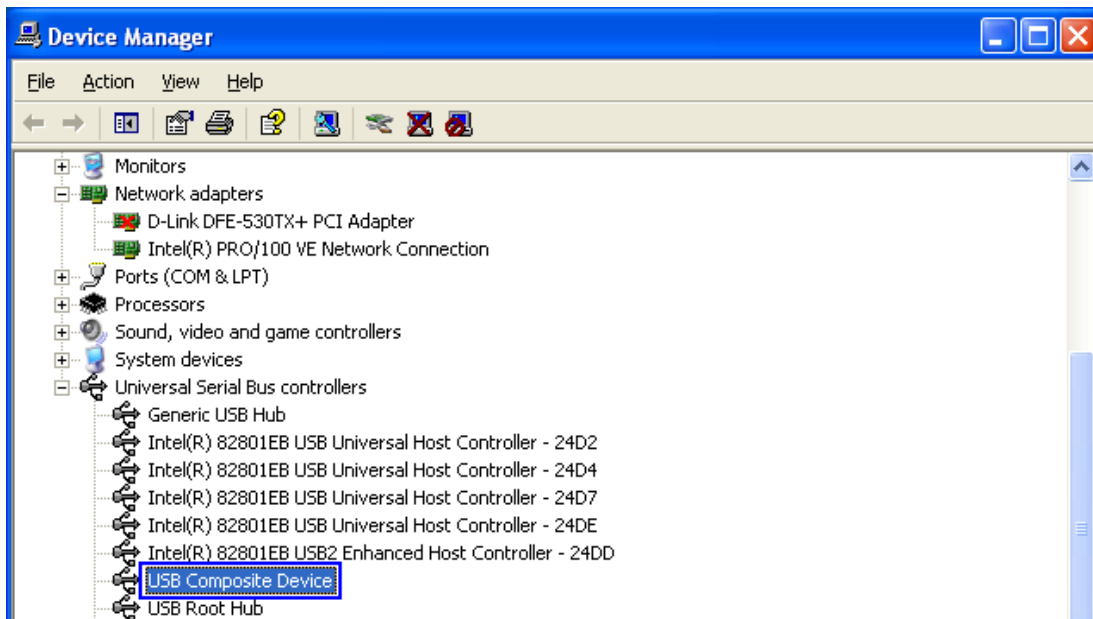 Device Manager
File Action View Help
Monitors
Network adapters
D-Link DFE-530TX+ PCI Adapter
Intel(R) PRO/100 VE Network Connection
Ports (COM & LPT)
Processors
Sound, video and game controllers
System devices
Universal Serial Bus controllers
Generic USB Hub
Intel(R) 82801EB USB Universal Host Controller - 24D2
Intel(R) 82801EB USB Universal Host Controller - 24D4
Intel(R) 82801EB USB Universal Host Controller - 24D7
Intel(R) 82801EB USB Universal Host Controller - 24DE
Intel(R) 82801EB USB2 Enhanced Host Controller - 24DD
USB Composite Device
USB Root Hub